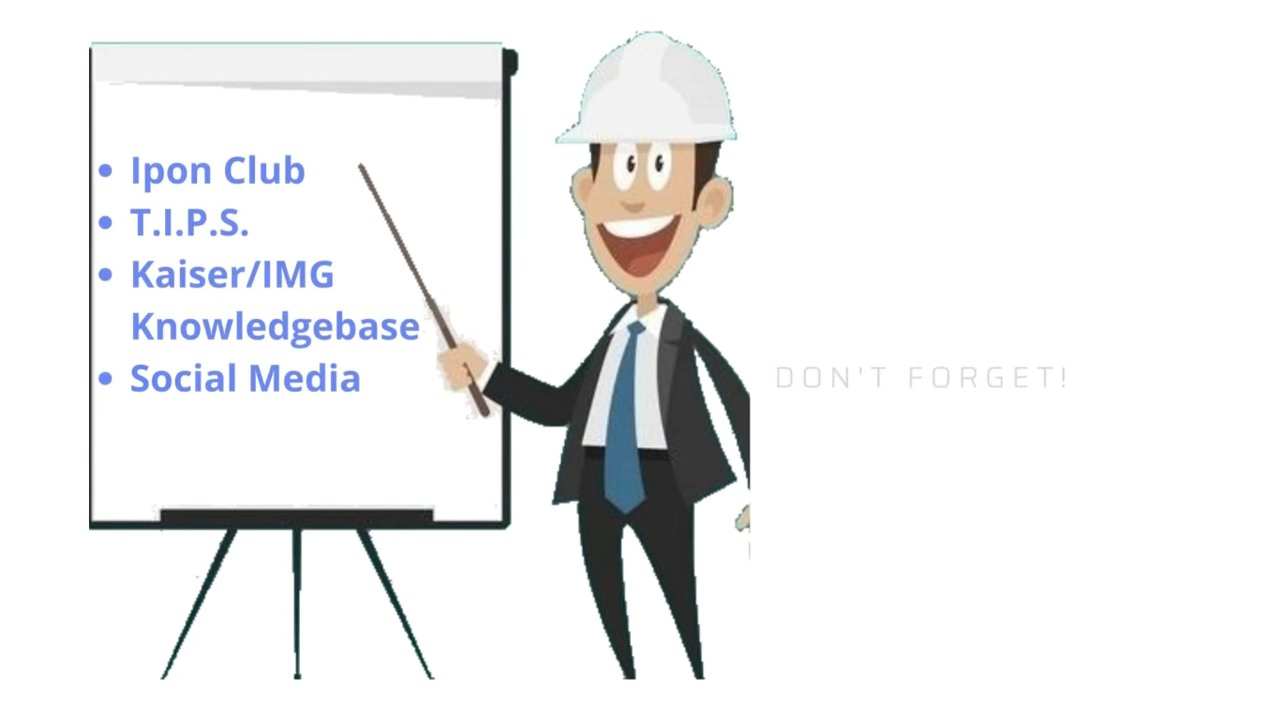 • Ipon Club
• T.I.P.S.
• Kaiser/IMG
Knowledgebase
• Social Media
DON'T FORGET!